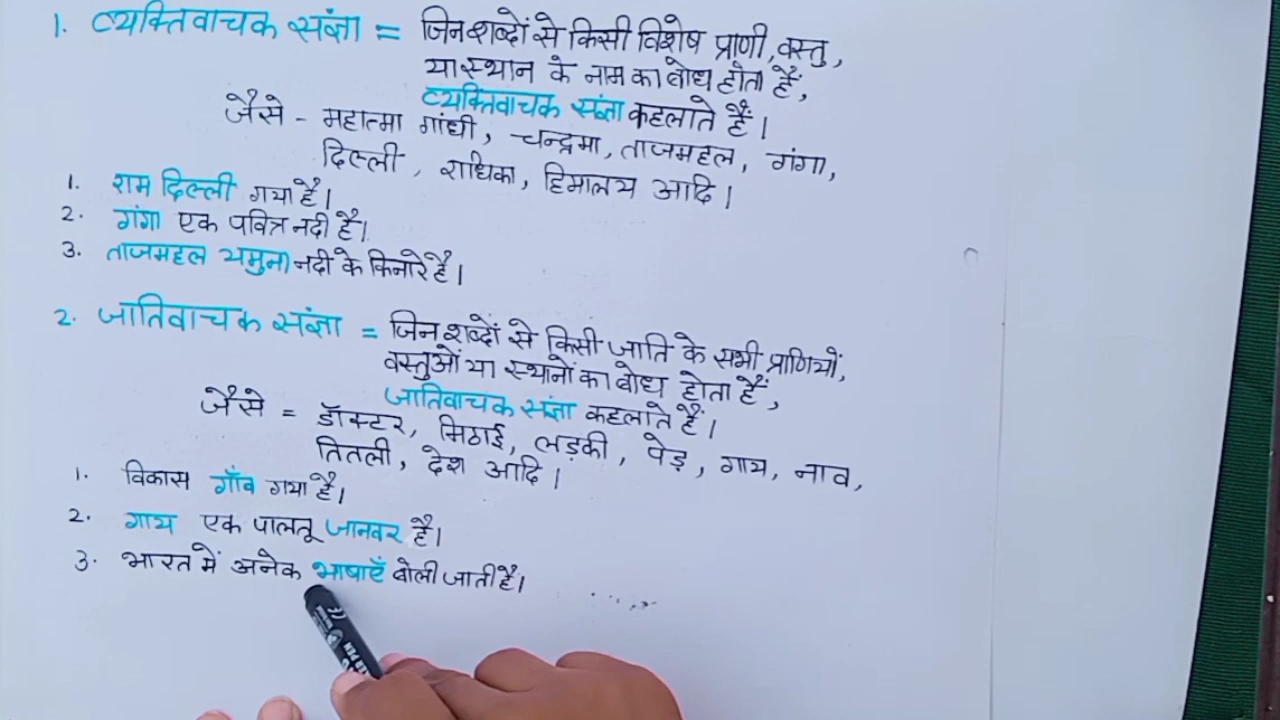 1. व्यक्तिवाचक संज्ञा = जिन शब्दों से किसी विशेष प्राणी, वस्तु,
या स्थान के नाम का बोध होता है,
व्यक्तिवाचक संज्ञा कहलाते हैं।
जैसे - महात्मा गांधी, चन्द्रमा, ताजमहल, गंगा,
दिल्ली, राधिका, हिमालय आदि।
1. राम दिल्ली गया है।
2. गंगा एक पवित्र नदी है।
3. ताजमहल यमुना नदी के किनारे है।
2. जातिवाचक संज्ञा = जिन शब्दों से किसी जाति के सभी प्राणियों,
वस्तुओं या स्थानों का बोध होता है,
जातिवाचक संज्ञा कहलाते हैं।
जैसे = डॉक्टर, मिठाई, लड़की, पेड़, गाय, नाव,
तितली, देश आदि।
1. विकास गाँव गया है।
2. गाय एक पालतू जानवर है।
3. भारत में अनेक भाषाएँ बोली जाती है।